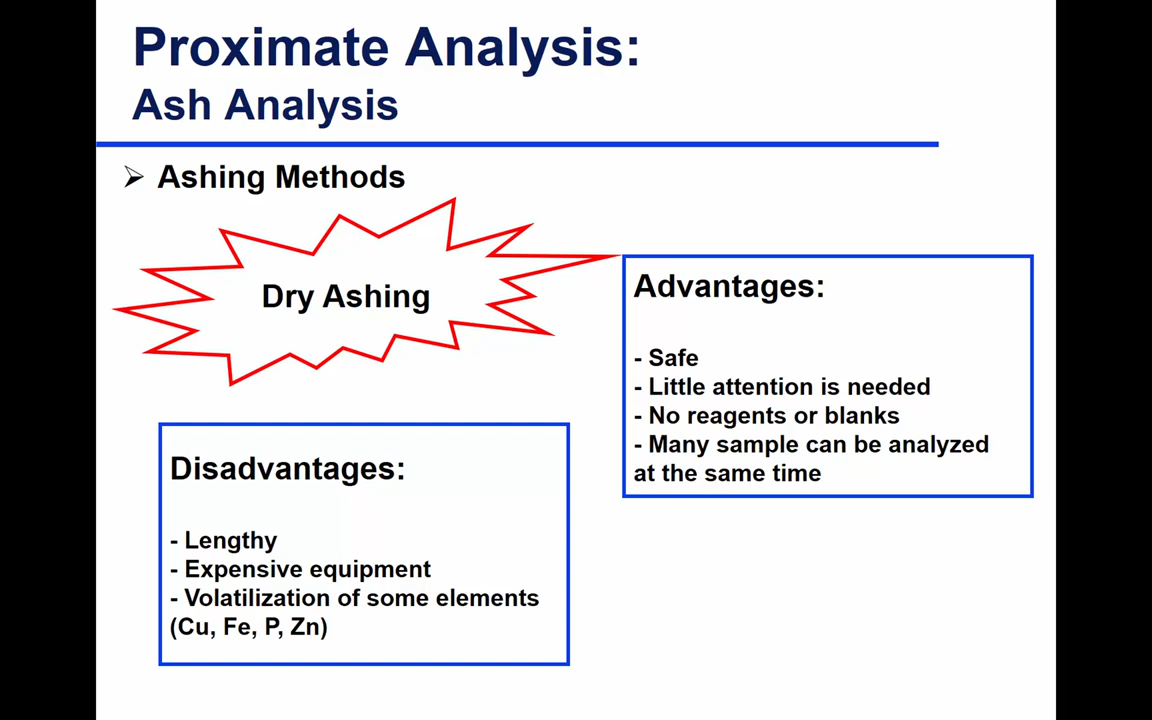 Proximate Analysis:
Ash Analysis
Ashing Methods
Dry Ashing
Advantages:
- Safe
- Little attention is needed
- No reagents or blanks
- Many sample can be analyzed
at the same time
Disadvantages:
- Lengthy
- Expensive equipment
- Volatilization of some elements
(Cu, Fe, P, Zn)